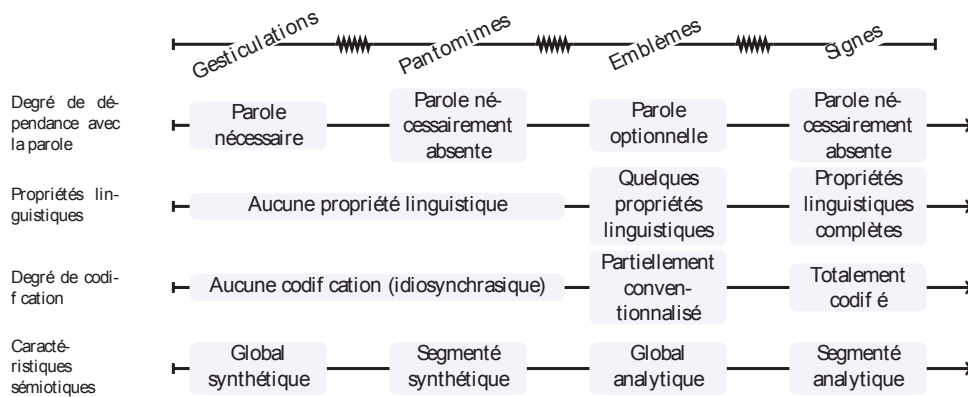 Gesticulations
Pantomimes
Emblèmes
Signes
Degré de dé-
pendance avec
la parole
Parole
nécessaire
Parole né-
cessairement
absente
Parole
optionnelle
Parole né-
cessairement
absente
Propriétés lin-
guistiques
Aucune propriété linguistique
Quelques
propriétés
linguistiques
Propriétés
linguistiques
complètes
Degré de codi-
f cation
Aucune codif cation (idiosynchrasique)
Partiellement
conven-
tionnalisé
Totalement
codif é
Caracté-
ristiques
sémiotiques
Global
synthétique
Segmenté
synthétique
Global
analytique
Segmenté
analytique